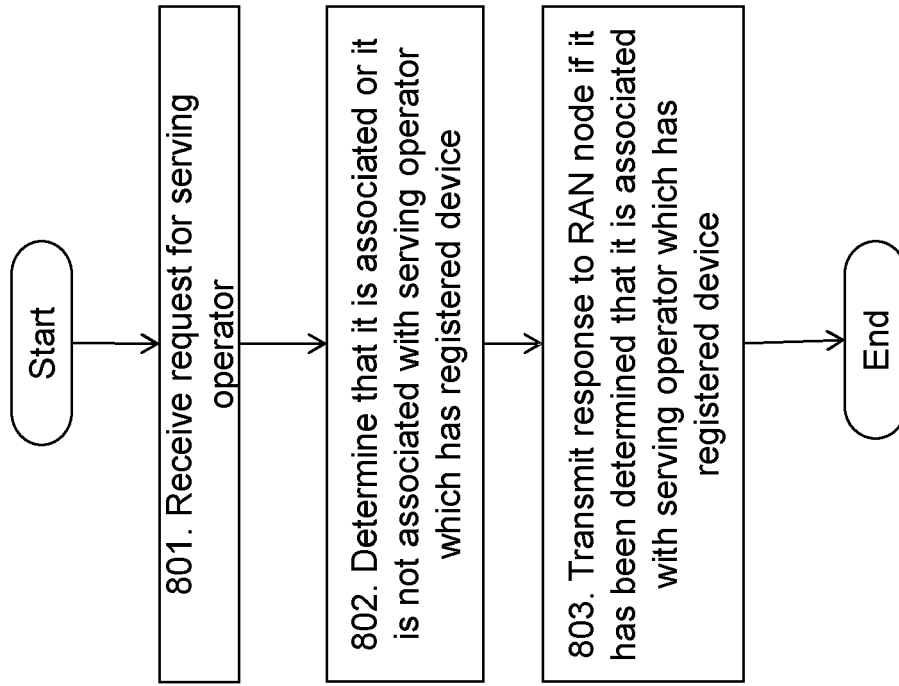 Start
801. Receive request for serving
operator
802. Determine that it is associated or it
is not associated with serving operator
which has registered device
803. Transmit response to RAN node if it
has been determined that it is associated
with serving operator which has
registered device
End